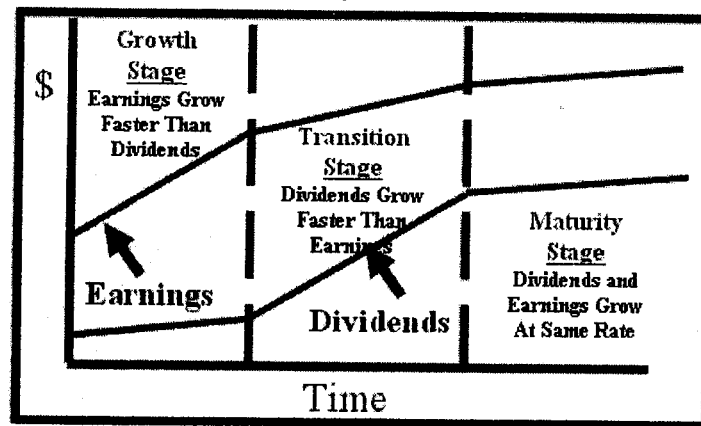 $
Growth
Stage
Earnings Grow
Faster Than
Dividends
Transition
Stage
Dividends Grow
Faster Than
Earnings
Maturity
Stage
Dividends and
Earnings Grow
At Same Rate
Earnings
Dividends
Time